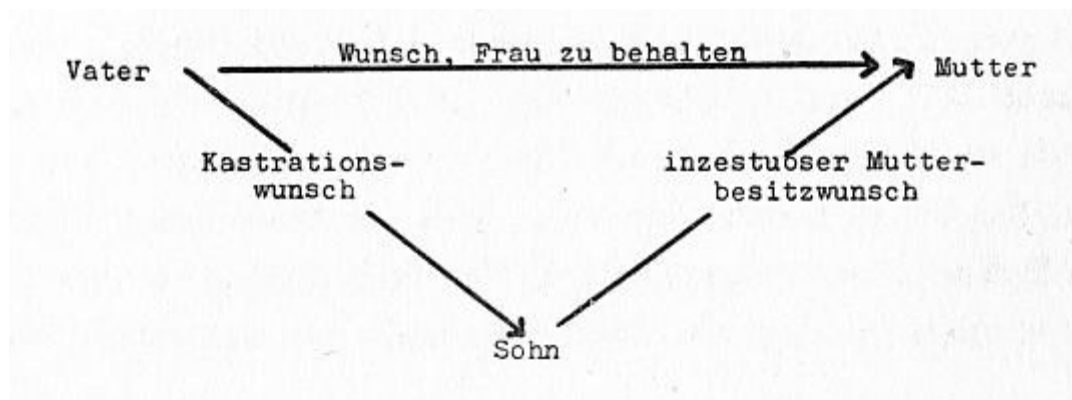 Wunsch, Frau zu behalten
Vater
Mutter
Kastrations-
wunsch
inzestuöser Mutter-
besitzwunsch
Sohn